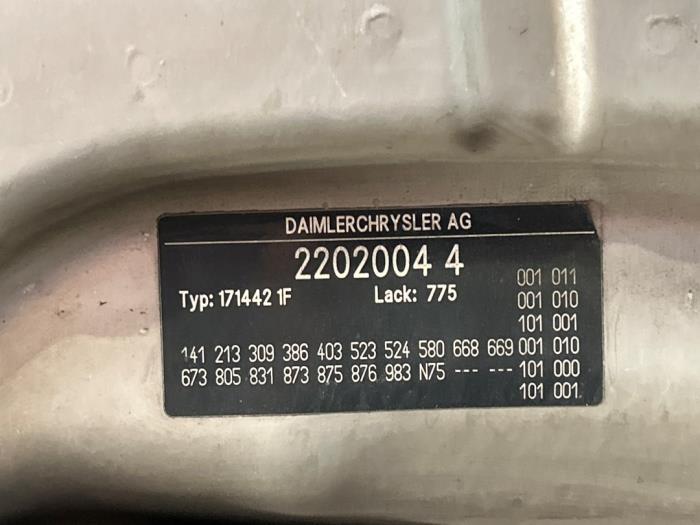 DAIMLERCHRYSLER AG
2202004 4
001 011
Typ: 171442 1F Lack: 775 001 010
101 001
141 213 309 386 403 523 524 580 668 669 001 010
673 805 831 873 875 876 983 N75 --- --- 101 000
101 001